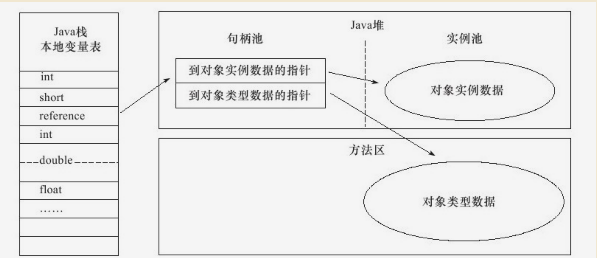 Java栈
本地变量表
int
short
reference
int
double
float
……
Java堆
句柄池
实例池
到对象实例数据的指针
到对象类型数据的指针
对象实例数据
方法区
对象类型数据